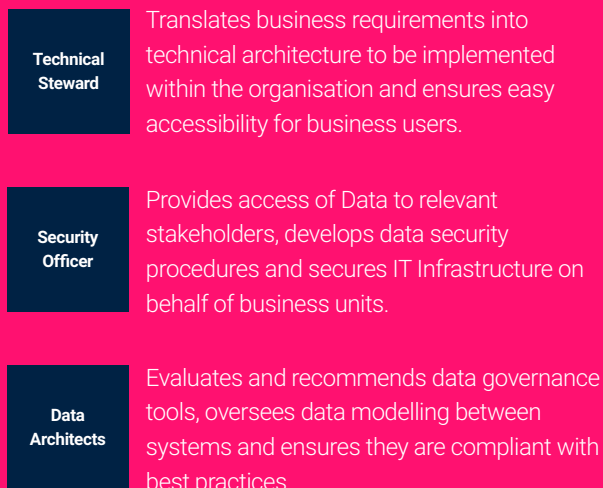 Technical
Steward
Translates business requirements into
technical architecture to be implemented
within the organisation and ensures easy
accessibility for business users.
Security
Officer
Provides access of Data to relevant
stakeholders, develops data security
procedures and secures IT Infrastructure on
behalf of business units.
Data
Architects
Evaluates and recommends data governance
tools, oversees data modelling between
systems and ensures they are compliant with
best practices